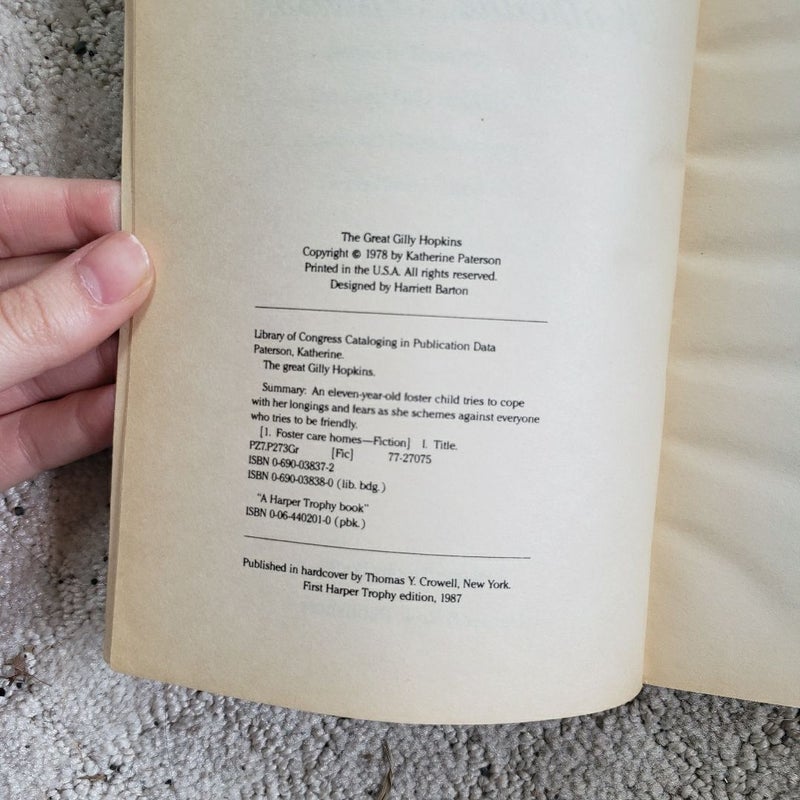 The Great Gilly Hopkins
Copyright © 1978 by Katherine Paterson
Printed in the U.S.A. All rights reserved.
Designed by Harriett Barton
Library of Congress Cataloging in Publication Data
Paterson, Katherine.
The great Gilly Hopkins.
Summary: An eleven-year-old foster child tries to cope
with her longings and fears as she schemes against everyone
who tries to be friendly.
[1. Foster care homes—Fiction] I. Title.
PZ7.P273Gr [Fic] 77-27075
ISBN 0-690-03837-2
ISBN 0-690-03838-0 (lib. bdg.)
"A Harper Trophy book"
ISBN 0-06-440201-0 (pbk.)
Published in hardcover by Thomas Y. Crowell, New York.
First Harper Trophy edition, 1987